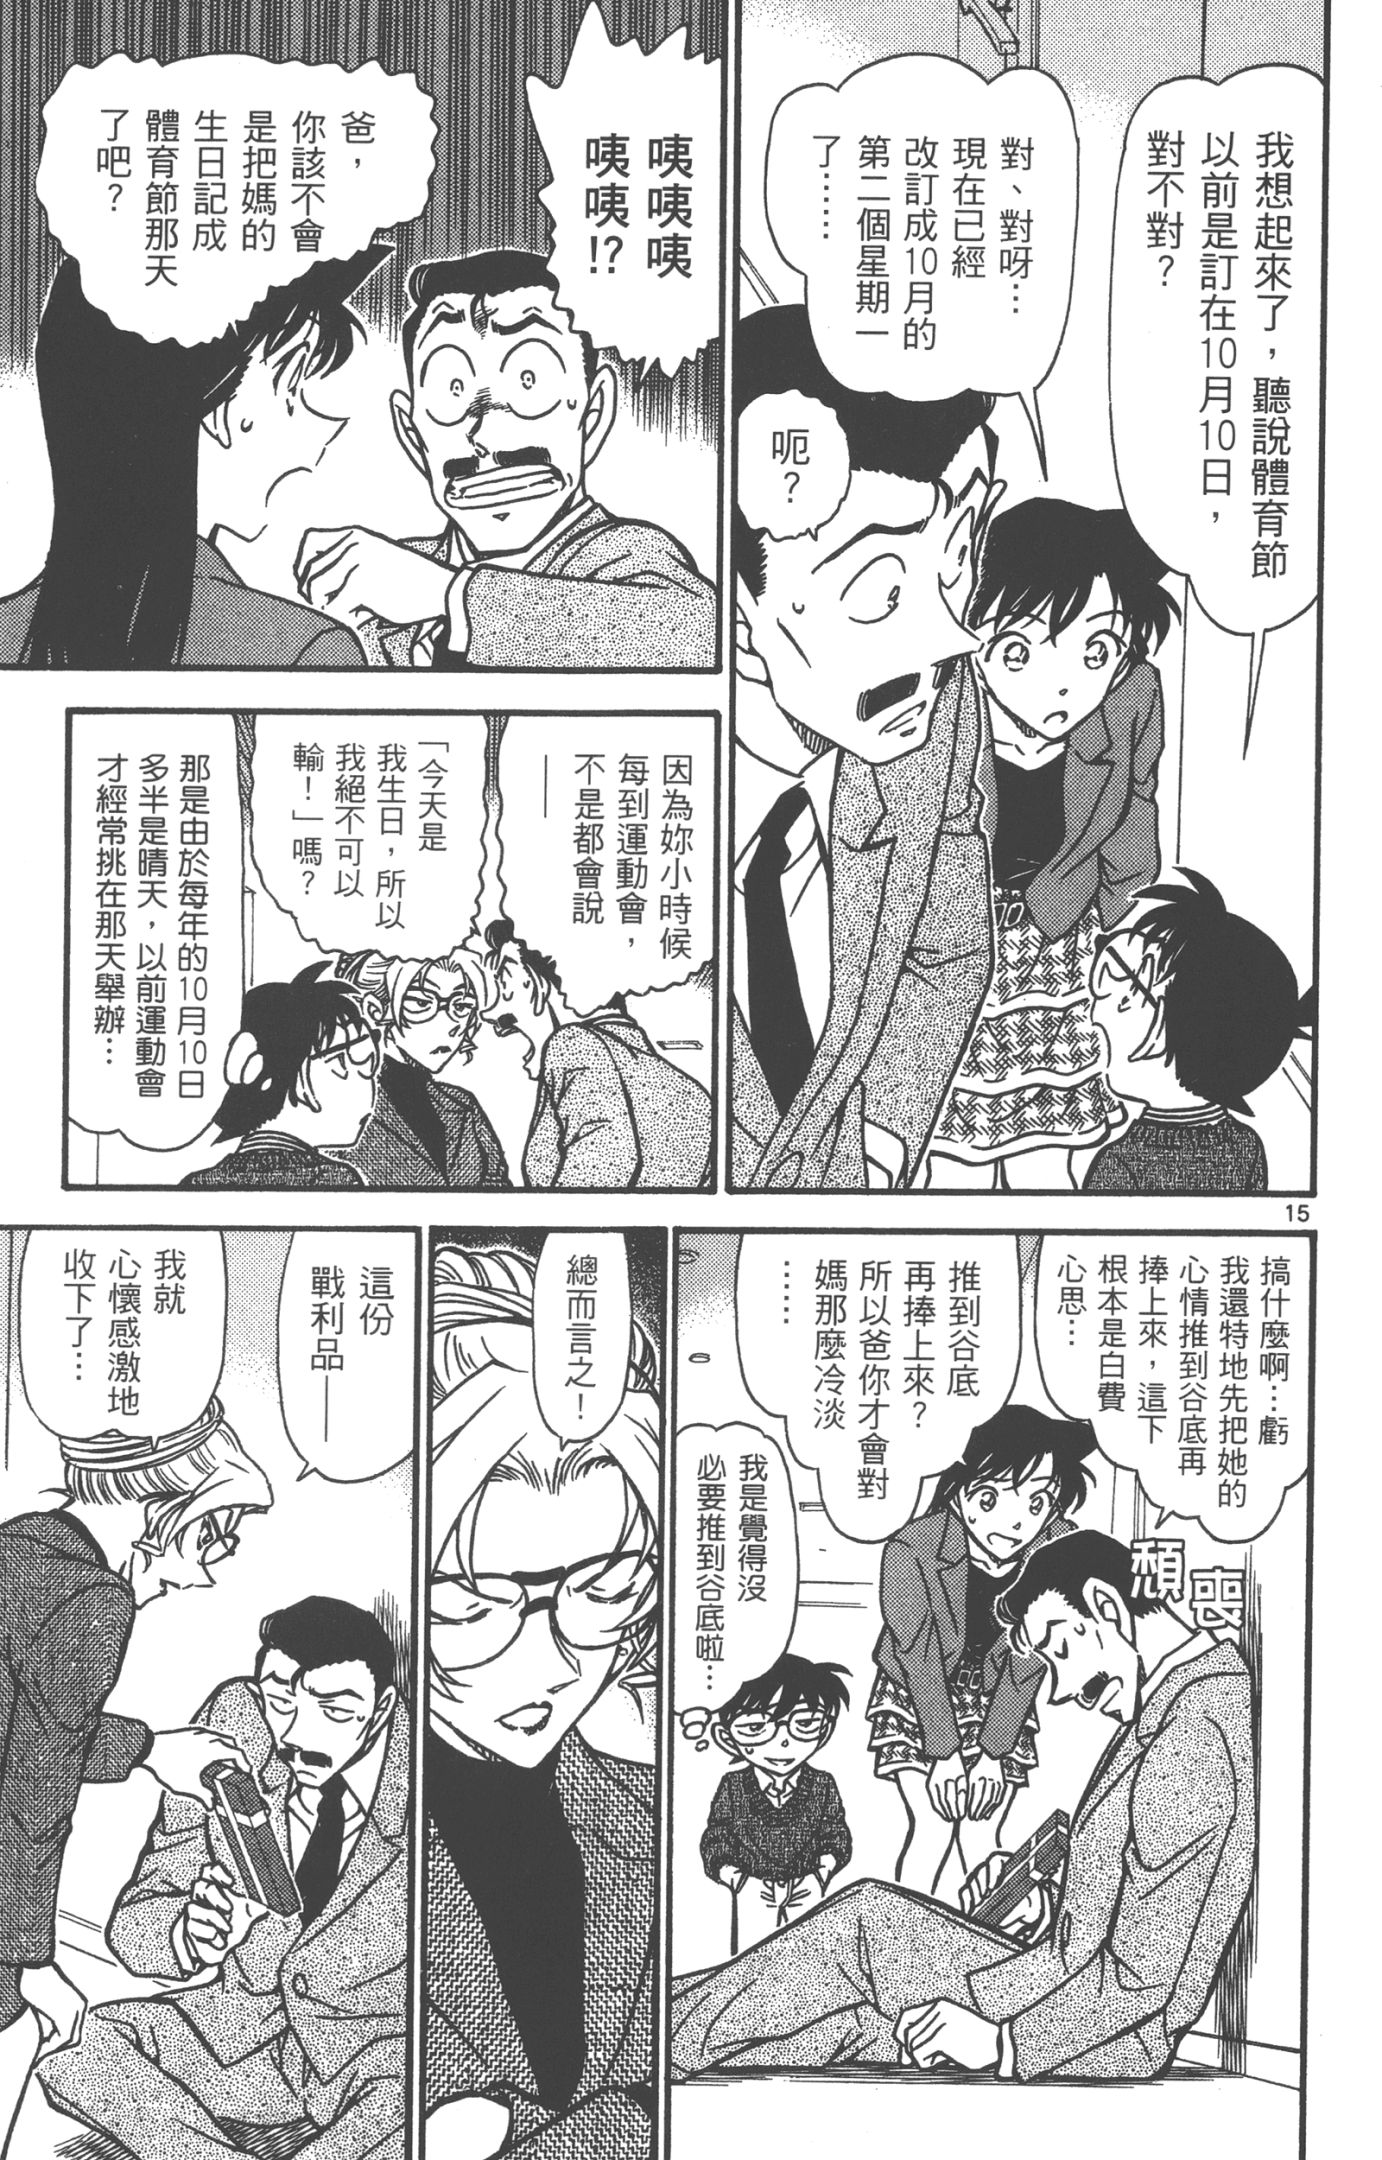 我想起來了，聽說體育節
以前是訂在10月10日，
對不對？
對、對呀…
現在已經
改訂成10月的
第二個星期一
了……
呃？
咦咦咦
咦咦!?
爸，
你該不會
是把媽的
生日記成
體育節那天
了吧？
因為妳小時候
每到運動會，
不是都會說
——
「今天是
我生日，所以
我絕不可以
輸！」嗎？
那是由於每年的10月10日
多半是晴天，以前運動會
才經常挑在那天舉辦…
15
搞什麼啊…虧
我還特地先把她的
心情推到谷底再
捧上來，這下
根本是白費
心思…
推到谷底
再捧上來？
所以爸你才會對
媽那麼冷淡
……
頹喪
我是覺得沒
必要推到谷底啦…
總而言之！
這份
戰利品——
我就
心懷感激地
收下了…